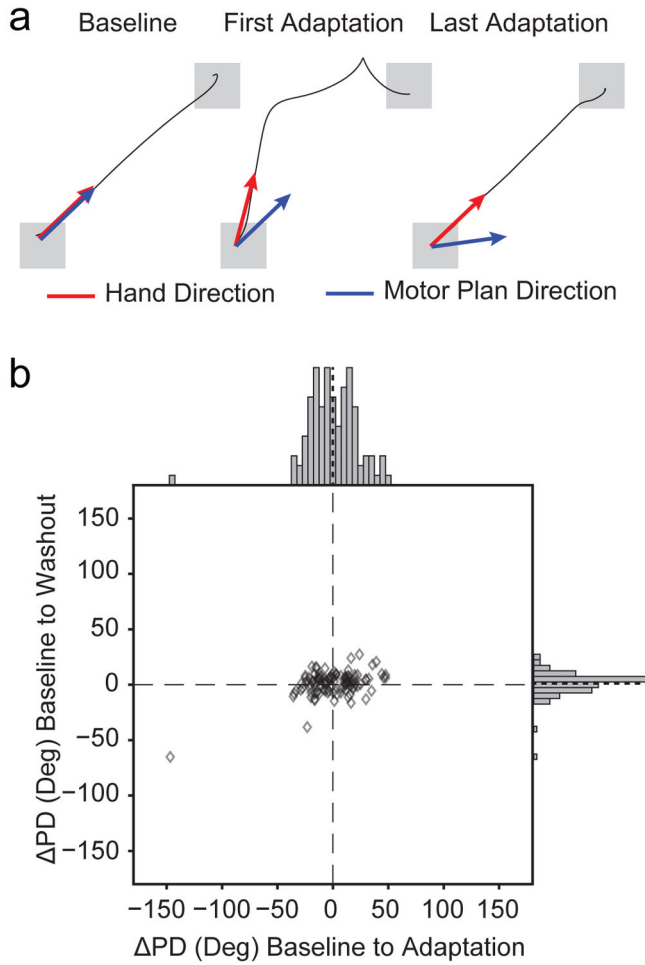 a
Baseline First Adaptation Last Adaptation
Hand Direction Motor Plan Direction
b
ΔPD (Deg) Baseline to Washout
150
100
50
0
−50
−100
−150
−150 −100 −50 0 50 100 150
ΔPD (Deg) Baseline to Adaptation